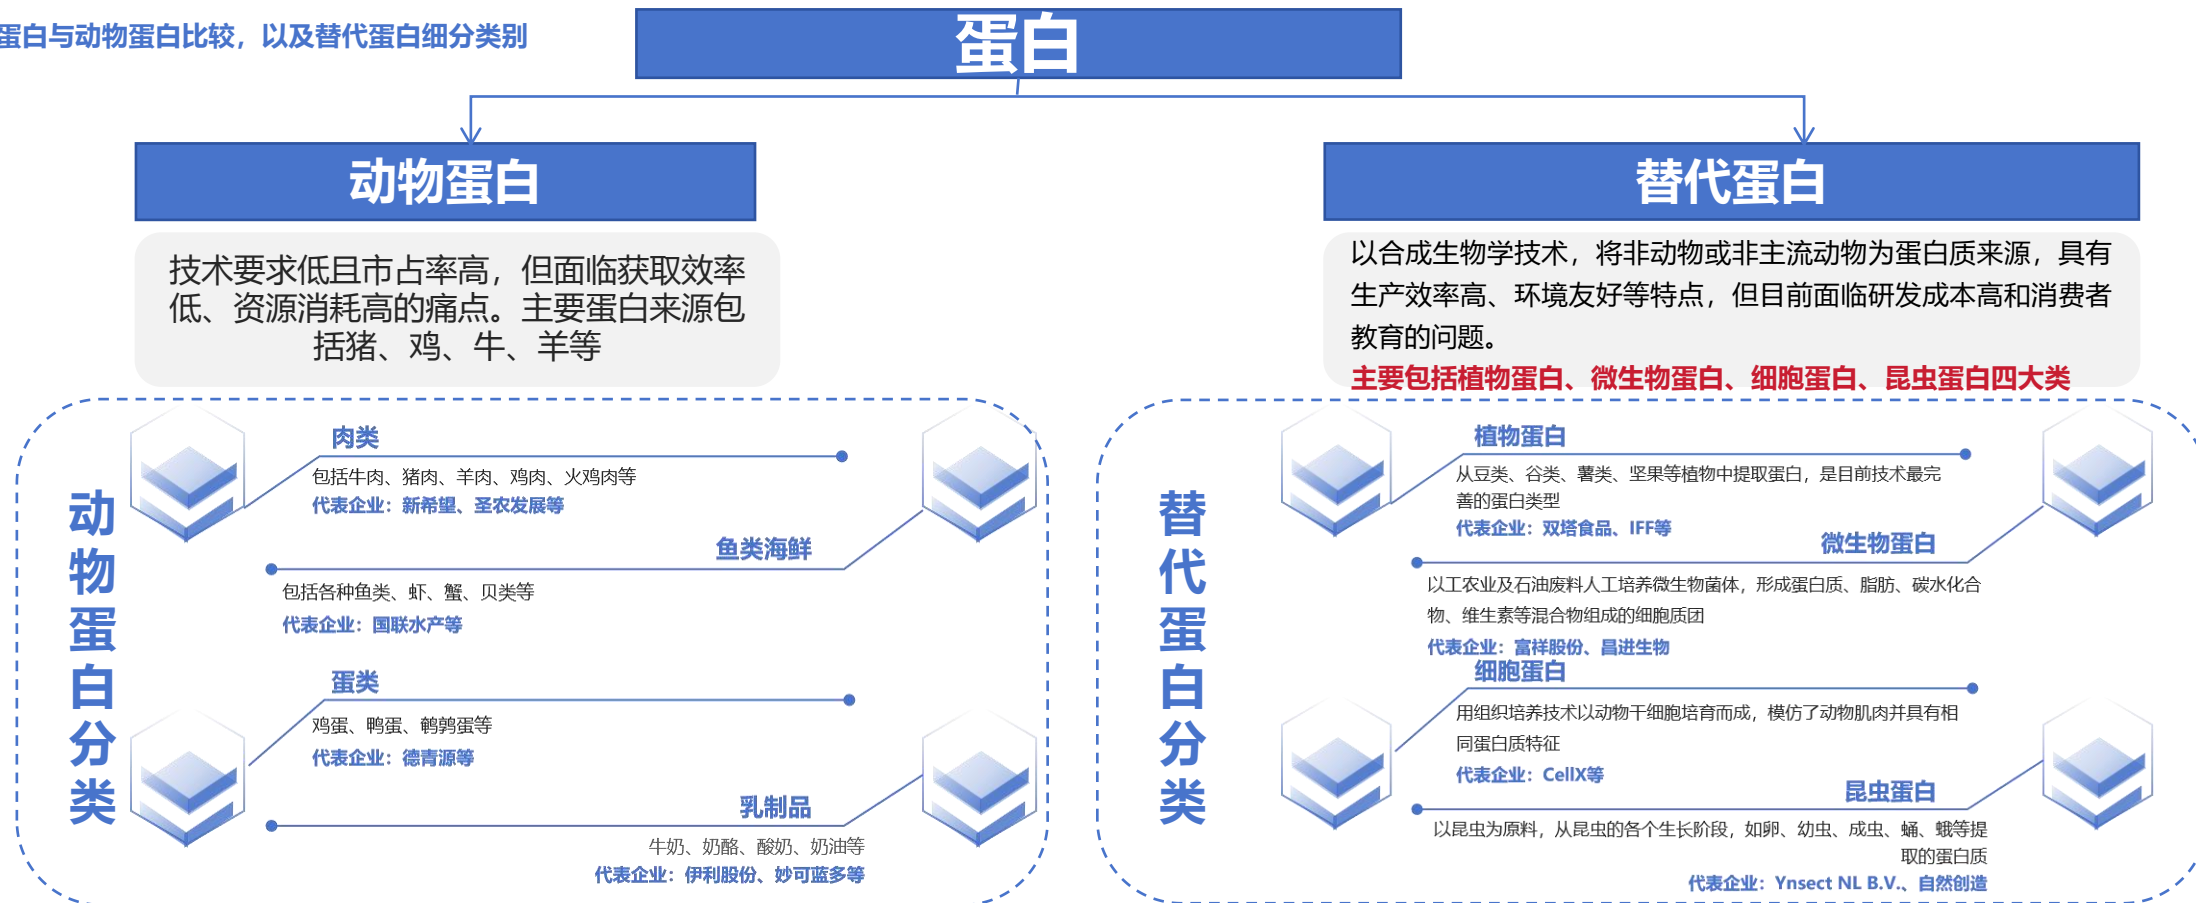 蛋白与动物蛋白比较，以及替代蛋白细分类别
蛋白
动物蛋白
技术要求低且市占率高，但面临获取效率
低、资源消耗高的痛点。主要蛋白来源包
括猪、鸡、牛、羊等
动物蛋白分类
肉类
包括牛肉、猪肉、羊肉、鸡肉、火鸡肉等
代表企业：新希望、圣农发展等
鱼类海鲜
包括各种鱼类、虾、蟹、贝类等
代表企业：国联水产等
蛋类
鸡蛋、鸭蛋、鹌鹑蛋等
代表企业：德青源等
乳制品
牛奶、奶酪、酸奶、奶油等
代表企业：伊利股份、妙可蓝多等
替代蛋白
以合成生物学技术，将非动物或非主流动物为蛋白质来源，具有
生产效率高、环境友好等特点，但目前面临研发成本高和消费者
教育的问题。
主要包括植物蛋白、微生物蛋白、细胞蛋白、昆虫蛋白四大类
替代蛋白分类
植物蛋白
从豆类、谷类、薯类、坚果等植物中提取蛋白，是目前技术最完
善的蛋白类型
代表企业：双塔食品、IFF等
微生物蛋白
以工农业及石油废料人工培养微生物菌体，形成蛋白质、脂肪、碳水化合
物、维生素等混合物组成的细胞质团
代表企业：富祥股份、昌进生物
细胞蛋白
用组织培养技术以动物干细胞培育而成，模仿了动物肌肉并具有相
同蛋白质特征
代表企业：CellX等
昆虫蛋白
以昆虫为原料，从昆虫的各个生长阶段，如卵、幼虫、成虫、蛹、蛾等提
取的蛋白质
代表企业：Ynsect NL B.V.、自然创造